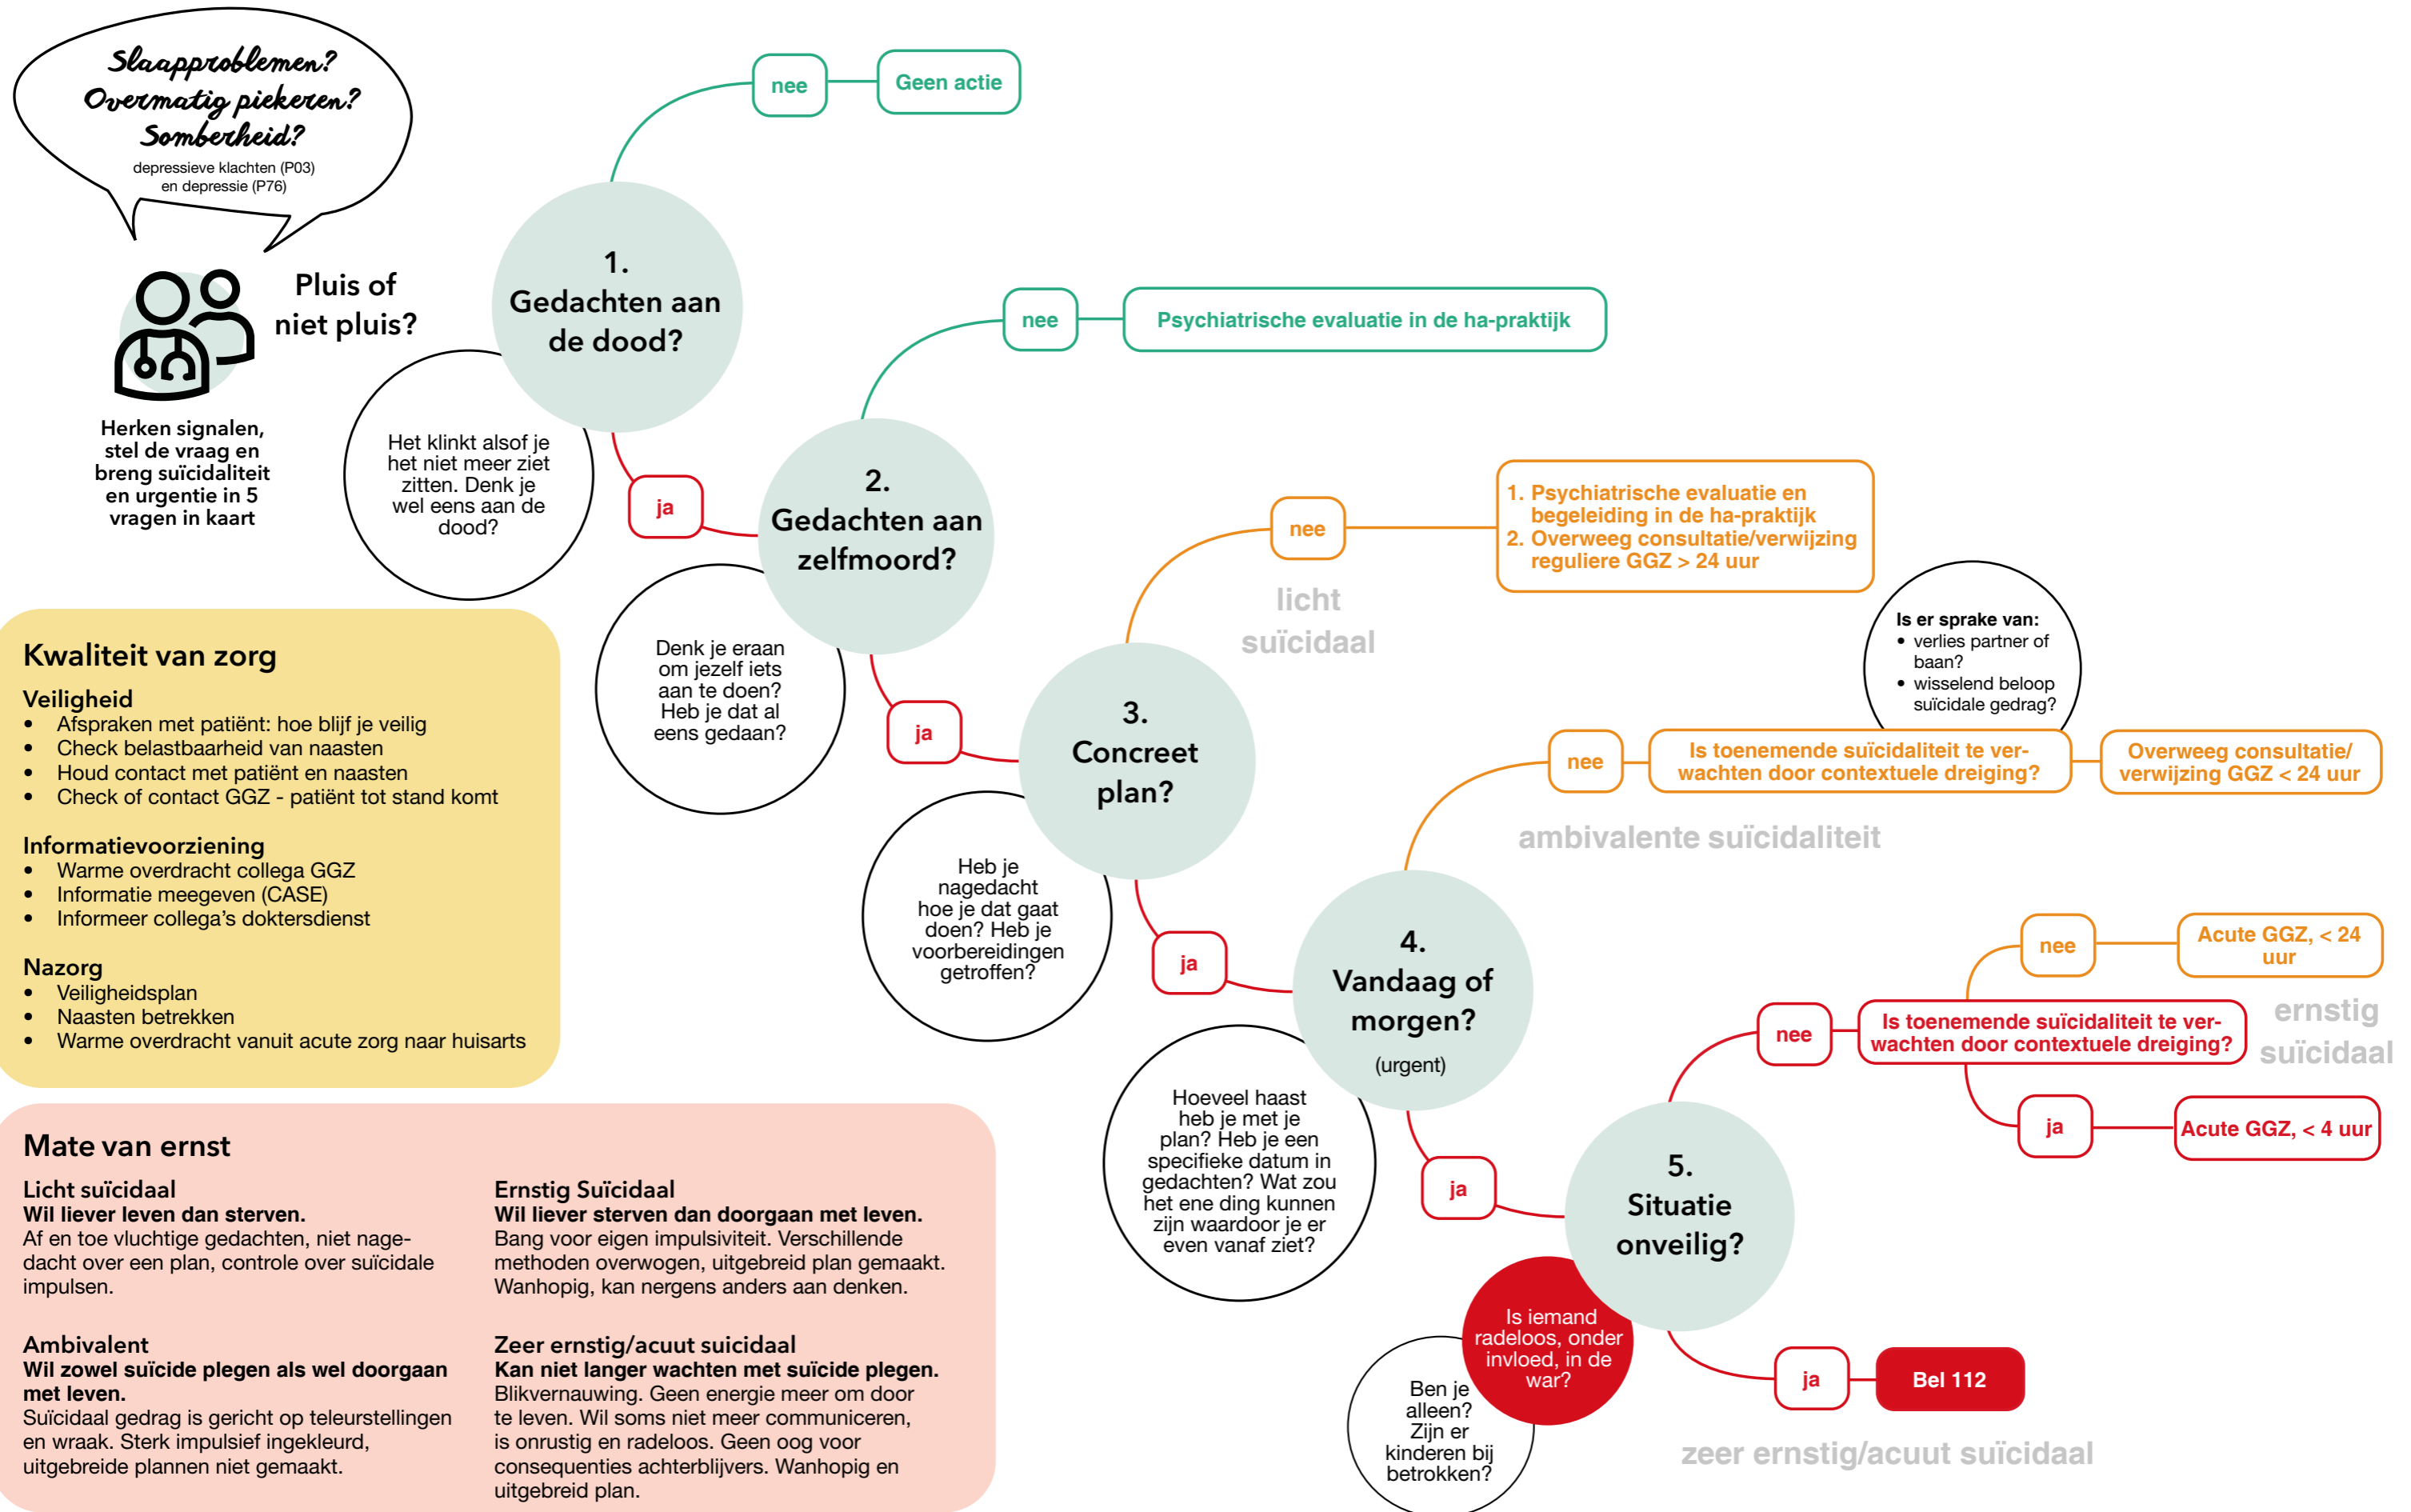 Slaapproblemen?
Overmatig piekeren?
Somberheid?
depressieve klachten (P03)
en depressie (P76)
Pluis of
niet pluis?
Herken signalen,
stel de vraag en
breng suïcidaliteit
en urgentie in 5
vragen in kaart
1.
Gedachten aan
de dood?
Het klinkt alsof je
het niet meer ziet
zitten. Denk je
wel eens aan de
dood?
nee
Geen actie
ja
2.
Gedachten aan
zelfmoord?
Denk je eraan
om jezelf iets
aan te doen?
Heb je dat al
eens gedaan?
nee
Psychiatrische evaluatie in de ha-praktijk
ja
3.
Concreet
plan?
Heb je
nagedacht
hoe je dat gaat
doen? Heb je
voorbereidingen
getroffen?
nee
1. Psychiatrische evaluatie en
begeleiding in de ha-praktijk
2. Overweeg consultatie/verwijzing
reguliere GGZ > 24 uur
licht
suïcidaal
ja
4.
Vandaag of
morgen?
(urgent)
Hoeveel haast
heb je met je
plan? Heb je een
specifieke datum in
gedachten? Wat zou
het ene ding kunnen
zijn waardoor je er
even vanaf ziet?
nee
Is toenemende suïcidaliteit te ver-
wachten door contextuele dreiging?
Is er sprake van:
• verlies partner of
baan?
• wisselend beloop
suïcidale gedrag?
Overweeg consultatie/
verwijzing GGZ < 24 uur
ambivalente suïcidaliteit
ja
5.
Situatie
onveilig?
Is iemand
radeloos, onder
invloed, in de
war?
Ben je
alleen?
Zijn er
kinderen bij
betrokken?
nee
Is toenemende suïcidaliteit te ver-
wachten door contextuele dreiging?
nee
Acute GGZ, < 24
uur
ernstig
suïcidaal
ja
Acute GGZ, < 4 uur
ja
Bel 112
zeer ernstig/acuut suïcidaal
Kwaliteit van zorg
Veiligheid
• Afspraken met patiënt: hoe blijf je veilig
• Check belastbaarheid van naasten
• Houd contact met patiënt en naasten
• Check of contact GGZ - patiënt tot stand komt
Informatievoorziening
• Warme overdracht collega GGZ
• Informatie meegeven (CASE)
• Informeer collega's doktersdienst
Nazorg
• Veiligheidsplan
• Naasten betrekken
• Warme overdracht vanuit acute zorg naar huisarts
Mate van ernst
Licht suïcidaal
Wil liever leven dan sterven.
Af en toe vluchtige gedachten, niet nage-
dacht over een plan, controle over suïcidale
impulsen.
Ambivalent
Wil zowel suïcide plegen als wel doorgaan
met leven.
Suïcidaal gedrag is gericht op teleurstellingen
en wraak. Sterk impulsief ingekleurd,
uitgebreide plannen niet gemaakt.
Ernstig Suïcidaal
Wil liever sterven dan doorgaan met leven.
Bang voor eigen impulsiviteit. Verschillende
methoden overwogen, uitgebreid plan gemaakt.
Wanhopig, kan nergens anders aan denken.
Zeer ernstig/acuut suicidaal
Kan niet langer wachten met suïcide plegen.
Blikvernauwing. Geen energie meer om door
te leven. Wil soms niet meer communiceren,
is onrustig en radeloos. Geen oog voor
consequenties achterblijvers. Wanhopig en
uitgebreid plan.